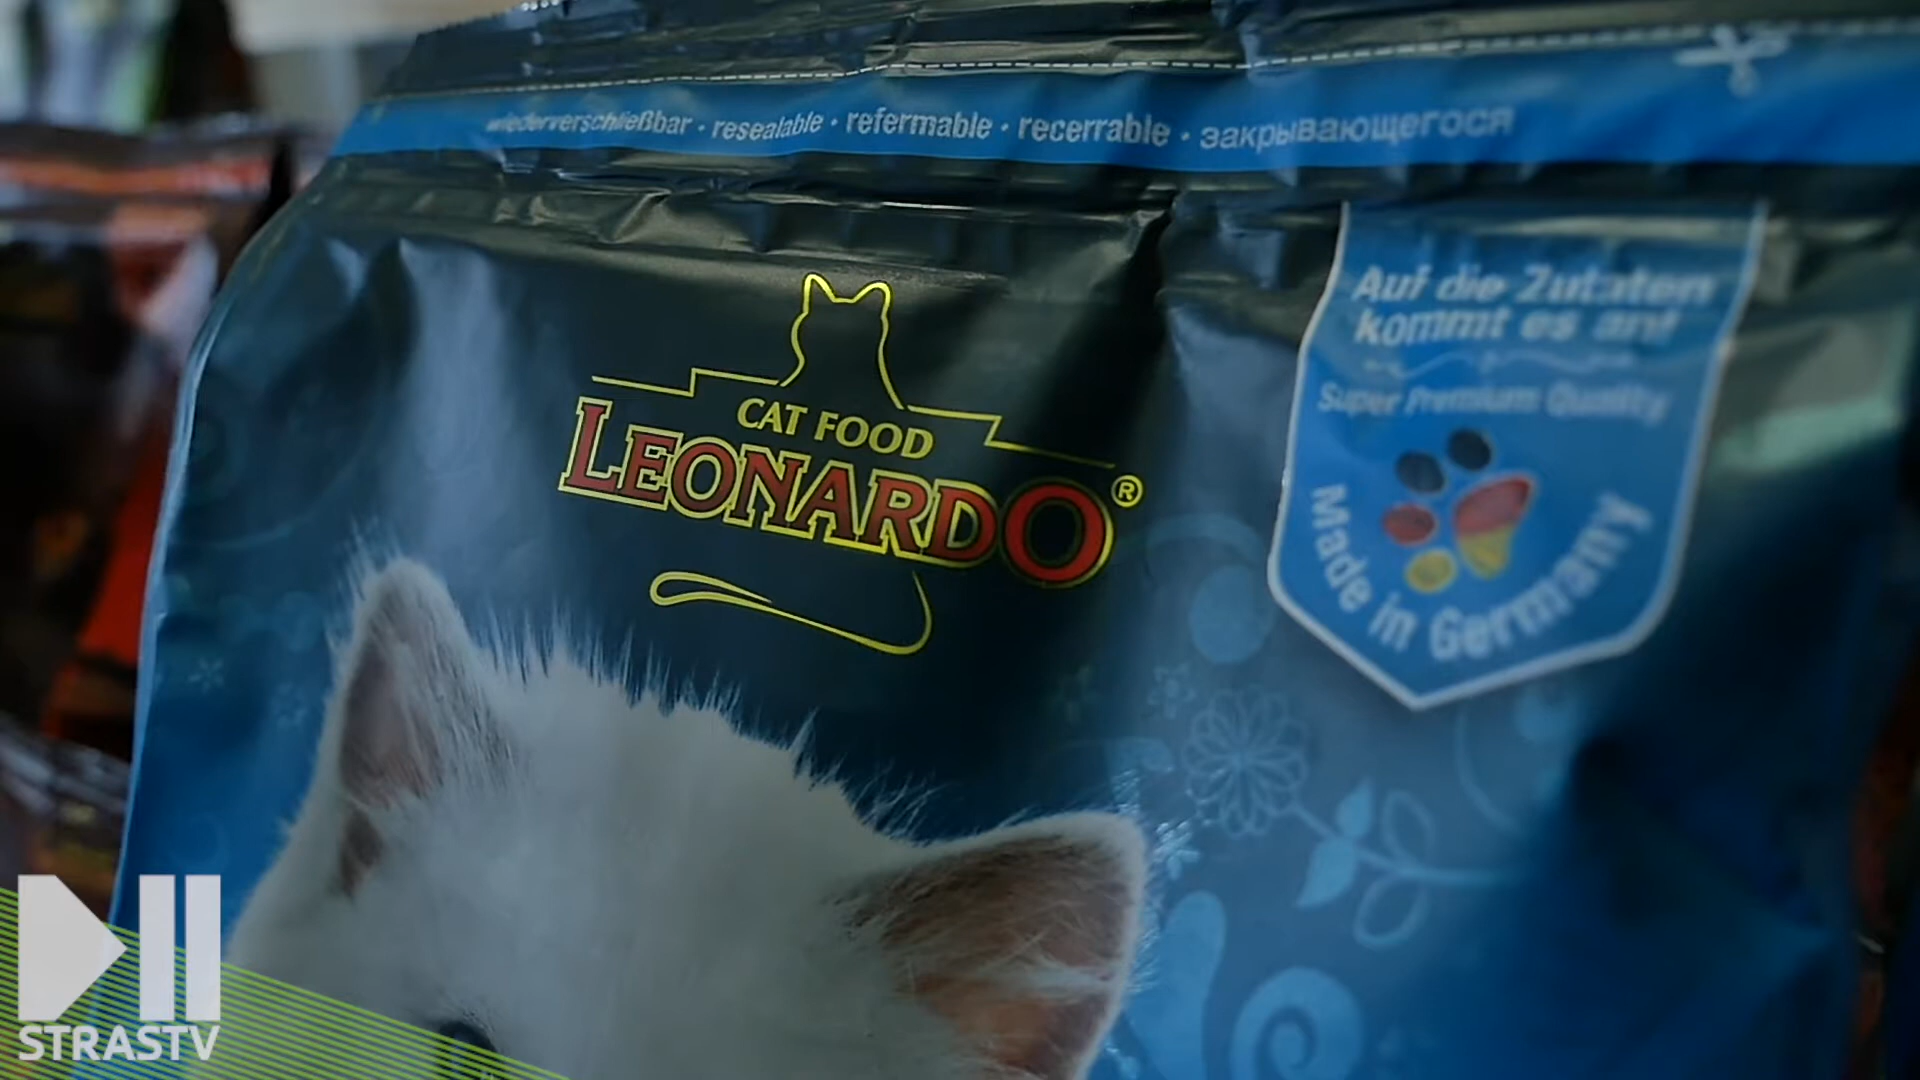 wiederverschließbar · resealable · refermable · recerrable · закрывающегося
Auf die Zutaten
kommt es an!
Super Premium Quality
Made in Germany
CAT FOOD
LEONARDO®
STRASTV